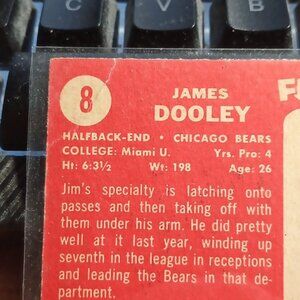 C V B
8
JAMES
DOOLEY
HALFBACK-END • CHICAGO BEARS
COLLEGE: Miami U. Yrs. Pro: 4
Ht: 6:3½ Wt: 198 Age: 26
Jim's specialty is latching onto
passes and then taking off with
them under his arm. He did pretty
well at it last year, winding up
seventh in the league in receptions
and leading the Bears in that de-
partment.